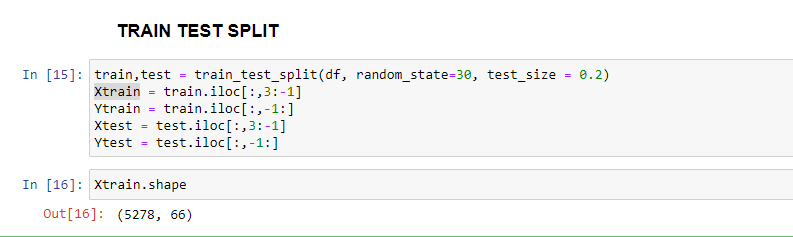 TRAIN TEST SPLIT
In [15]: train,test = train_test_split(df, random_state=30, test_size = 0.2)
Xtrain = train.iloc[:,3:-1]
Ytrain = train.iloc[:,-1:]
Xtest = test.iloc[:,3:-1]
Ytest = test.iloc[:,-1:]
In [16]: Xtrain.shape
Out[16]: (5278, 66)